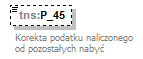 tns:P_45
Korekta podatku naliczonego
od pozostałych nabyć